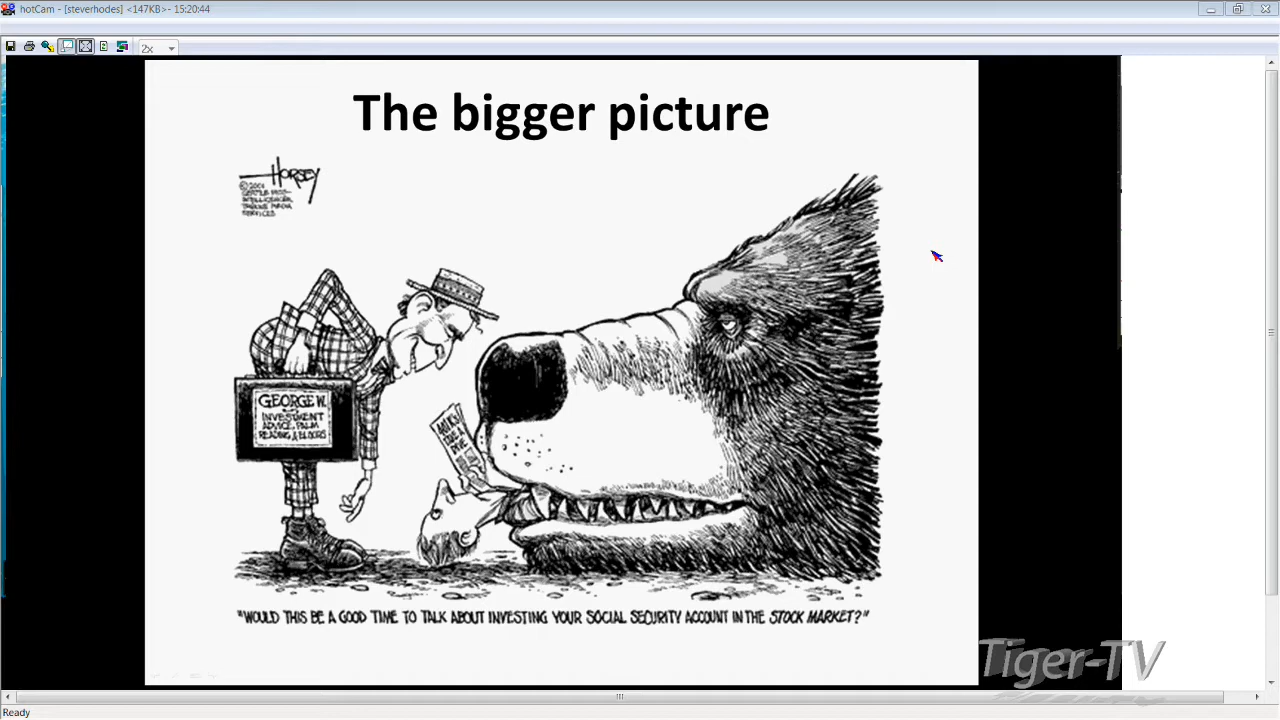 hotCam - [steverhodes] <147KB>- 15:20:44
2x
The bigger picture
HORSEY
©2001
SEATTLE POST-
INTELLIGENCER
TRIBUNE MEDIA
SERVICES
GEORGE W.
INVESTMENT
ADVICE, PALM
READING, & ELIXIRS
"WOULD THIS BE A GOOD TIME TO TALK ABOUT INVESTING YOUR SOCIAL SECURITY ACCOUNT IN THE STOCK MARKET?"
Tiger-TV
Ready